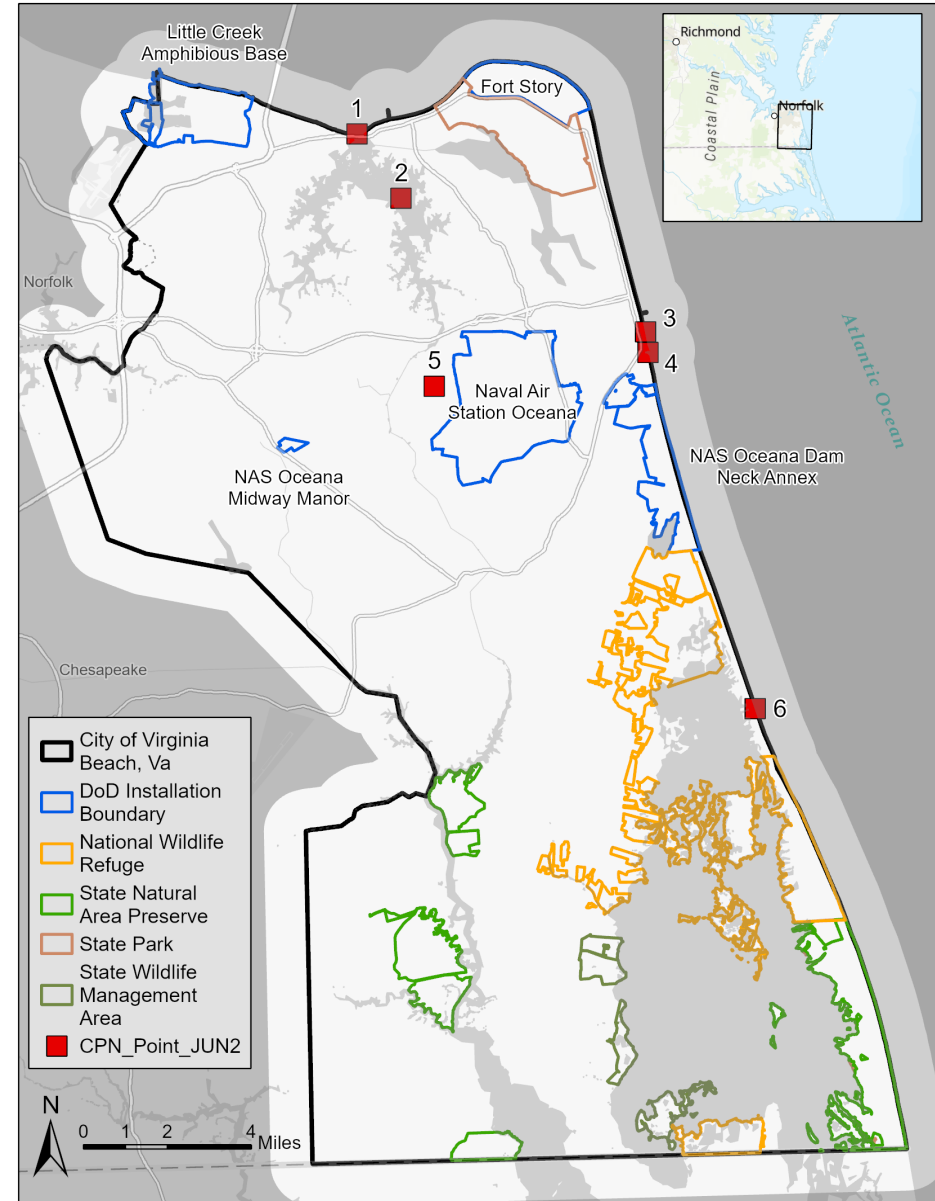 Little Creek
Amphibious Base
Fort Story
Richmond
Norfolk
Coastal Plain
1
2
Norfolk
3
4
5
Naval Air
Station Oceana
Atlantic Ocean
NAS Oceana Dam
Neck Annex
NAS Oceana
Midway Manor
Chesapeake
6
City of Virginia
Beach, Va
DoD Installation
Boundary
National Wildlife
Refuge
State Natural
Area Preserve
State Park
State Wildlife
Management
Area
CPN_Point_JUN2
N
0 1 2 4
Miles